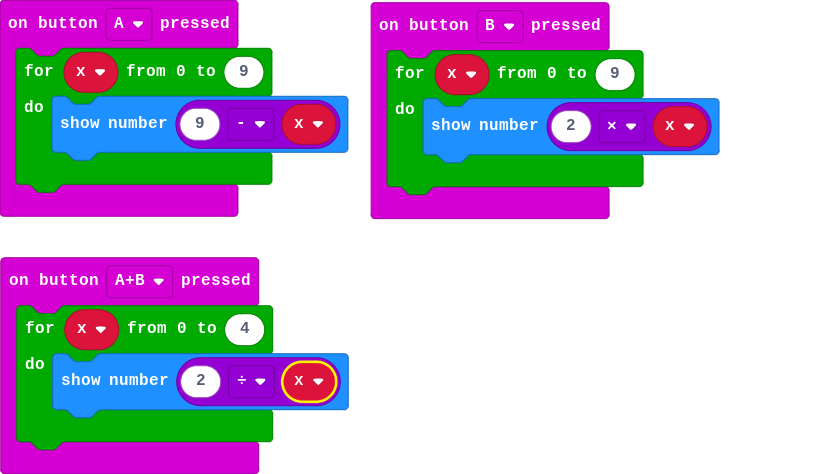 on button A pressed
for x from 0 to 9
do
show number 9 - x
on button B pressed
for x from 0 to 9
do
show number 2 × x
on button A+B pressed
for x from 0 to 4
do
show number 2 ÷ x